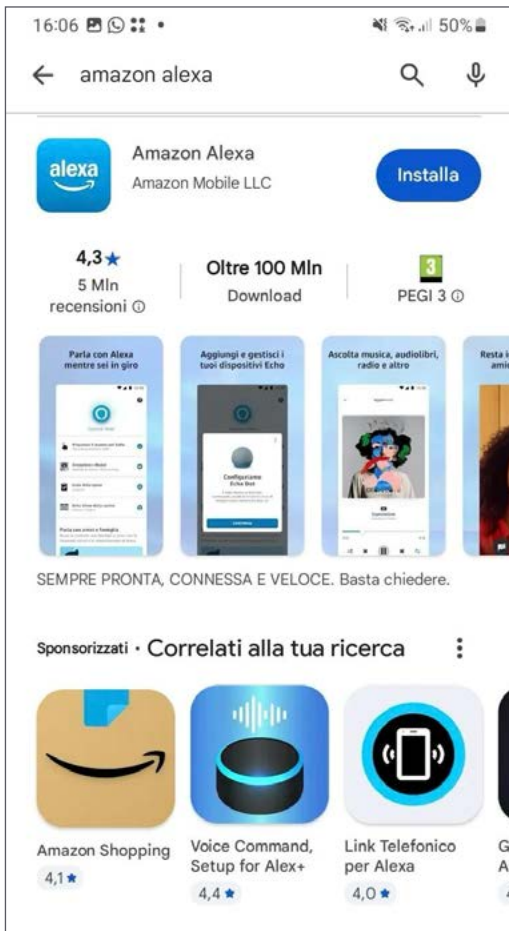 16:06
50%
amazon alexa
alexa
Amazon Alexa
Amazon Mobile LLC
Installa
4,3★
5 Mln
recensioni
Oltre 100 Mln
Download
3
PEGI 3
Parla con Alexa
mentre sei in giro
Aggiungi e gestisci i
tuoi dispositivi Echo
Configuriamo
Echo Dot
Ascolta musica, audiolibri,
radio e altro
SEMPRE PRONTA, CONNESSA E VELOCE. Basta chiedere.
Sponsorizzati · Correlati alla tua ricerca
Amazon Shopping
4,1★
Voice Command,
Setup for Alex+
4,4★
Link Telefonico
per Alexa
4,0★